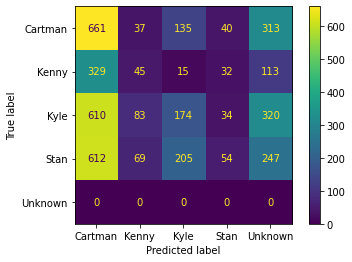 Cartman 661 37 135 40 313
Kenny 329 45 15 32 113
Kyle 610 83 174 34 320
Stan 612 69 205 54 247
Unknown 0 0 0 0 0
Cartman Kenny Kyle Stan Unknown
Predicted label
True label
600
500
400
300
200
100
0